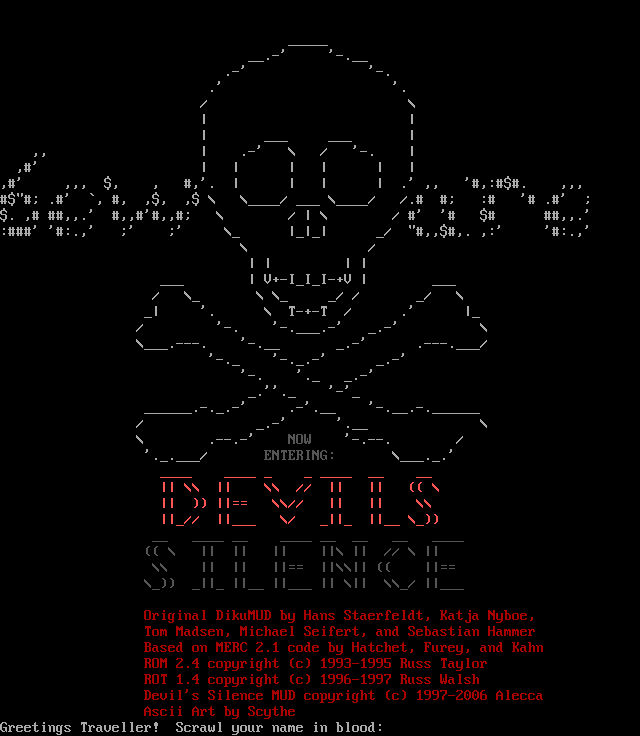 NOW
ENTERING:
DEVILS
SILENCE
Original DikuMUD by Hans Staerfeldt, Katja Nyboe,
Tom Madsen, Michael Seifert, and Sebastian Hammer
Based on MERC 2.1 code by Hatchet, Furey, and Kahn
ROM 2.4 copyright (c) 1993-1995 Russ Taylor
ROT 1.4 copyright (c) 1996-1997 Russ Walsh
Devil's Silence MUD copyright (c) 1997-2006 Alecca
Ascii Art by Scythe
Greetings Traveller!  Scrawl your name in blood: